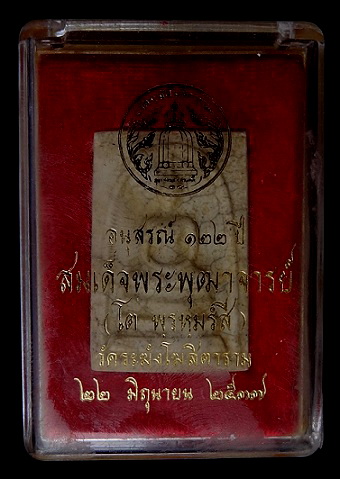 อนุสรณ์ ๑๒๒ ปี
สมเด็จพระพุฒาจารย์
(โต พรหมรังสี)
วัดระฆังโฆสิตาราม
๒๒ มิถุนายน ๒๕๓๗